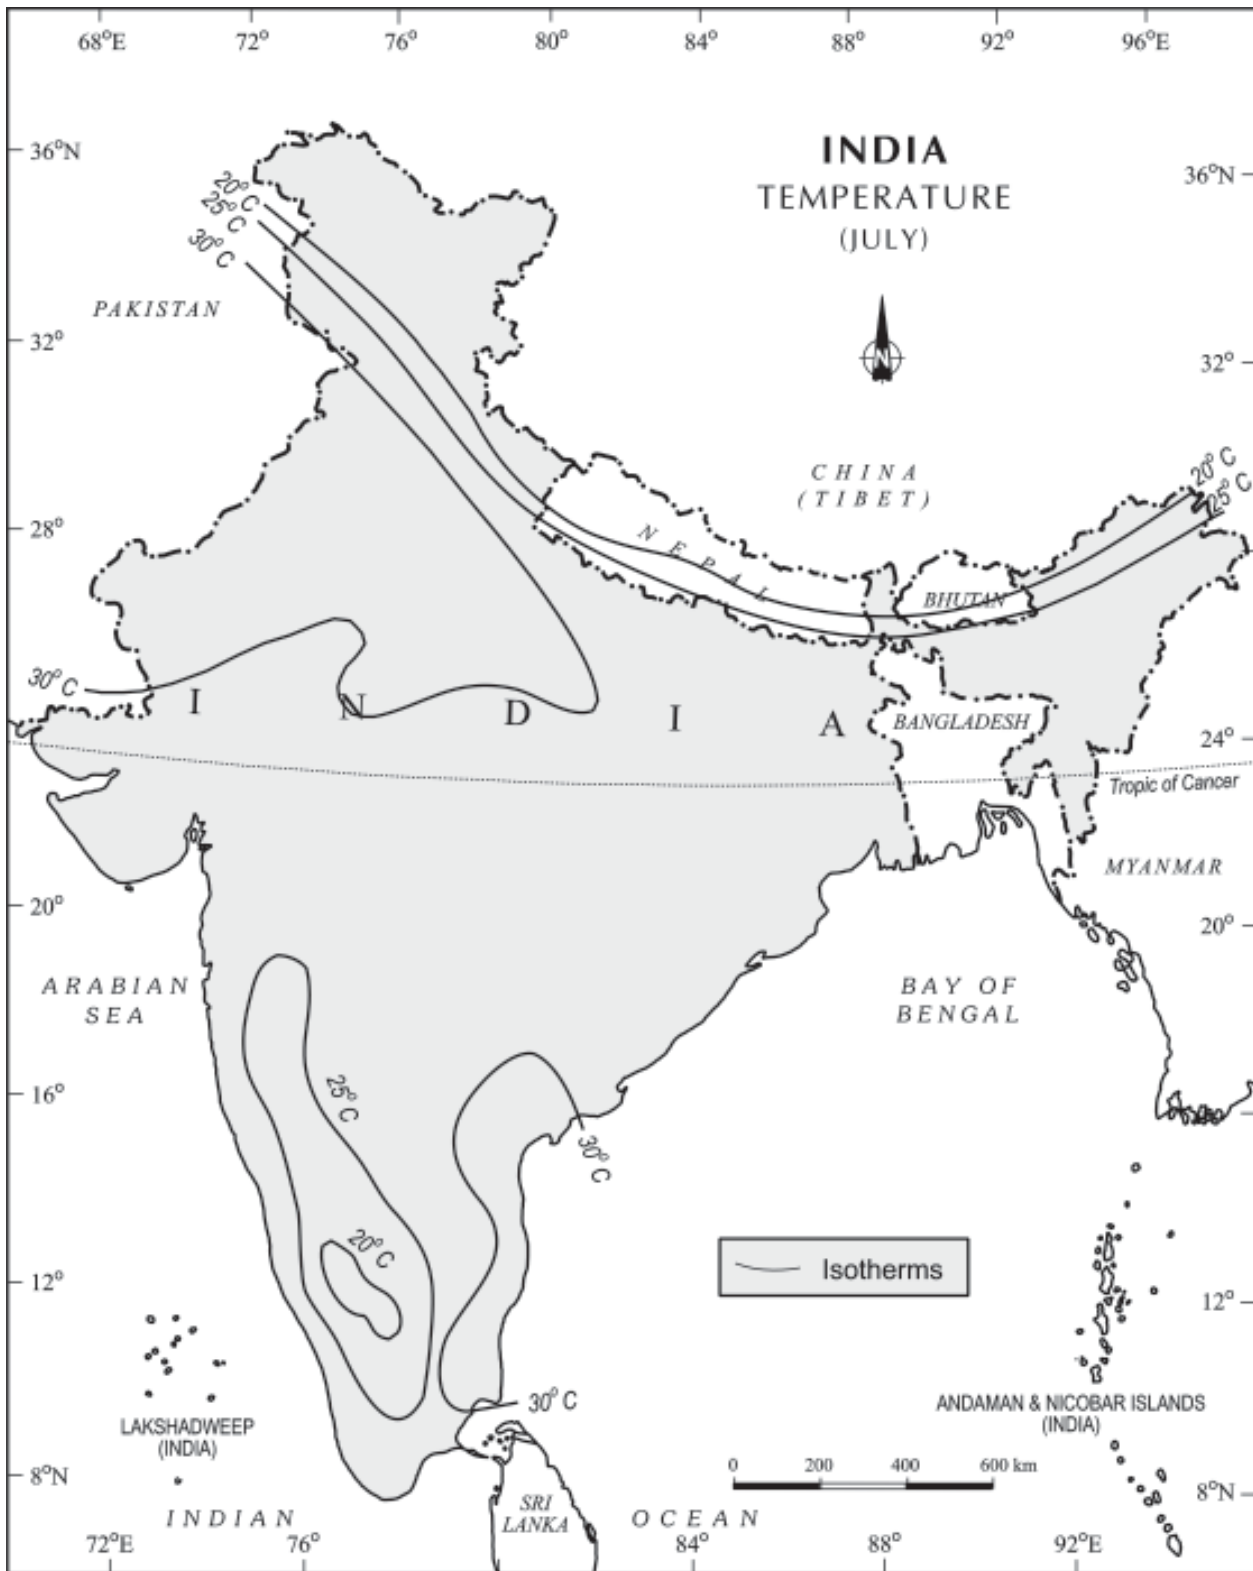 68°E 72° 76° 80° 84° 88° 92° 96°E
36°N
INDIA
TEMPERATURE
(JULY)
36°N
20°C
25°C
30°C
PAKISTAN
N
32°
32°
CHINA
(TIBET)
20°C
25°C
28°
NEPAL
BHUTAN
30°C
I N D I A
BANGLADESH
24°
Tropic of Cancer
MYANMAR
20°
20°
ARABIAN
SEA
BAY OF
BENGAL
16°
25°C
30°C
20°C
Isotherms
12°
12°
30°C
LAKSHADWEEP
(INDIA)
ANDAMAN & NICOBAR ISLANDS
(INDIA)
0 200 400 600 km
8°N
8°N
SRI
LANKA
INDIAN OCEAN
72°E 76° 84° 88° 92°E